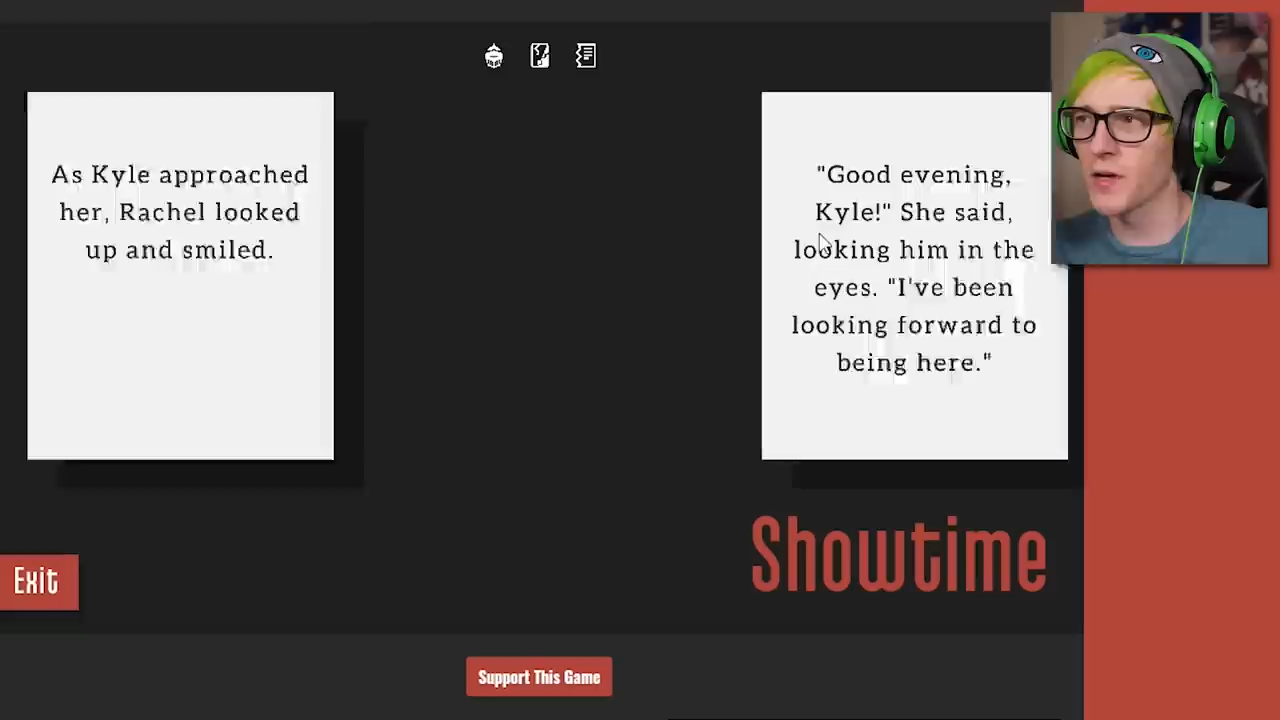 As Kyle approached
her, Rachel looked
up and smiled.
"Good evening,
Kyle!" She said,
looking him in the
eyes. "I've been
looking forward to
being here."
Showtime
Exit
Support This Game